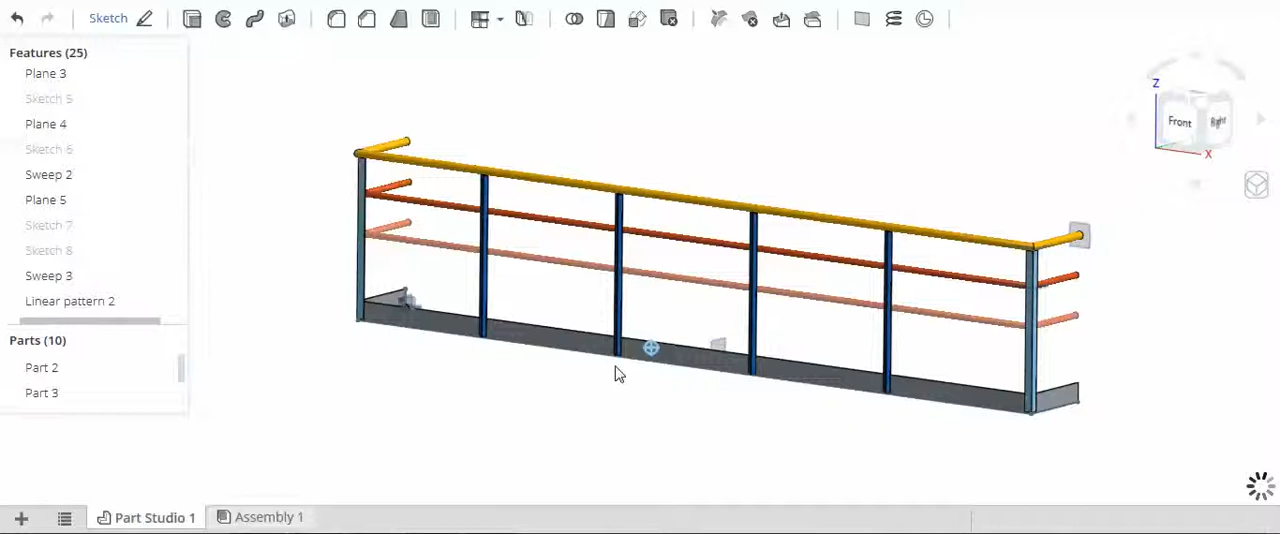 Sketch
Features (25)
Plane 3
Sketch 5
Plane 4
Sketch 6
Sweep 2
Plane 5
Sketch 7
Sketch 8
Sweep 3
Linear pattern 2
Parts (10)
Part 2
Part 3
Z
Front
Right
X
Part Studio 1
Assembly 1